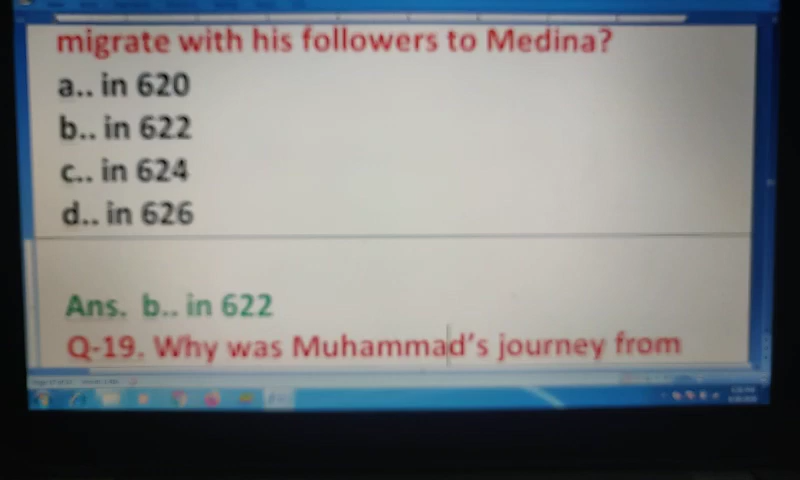 migrate with his followers to Medina?
a.. in 620
b.. in 622
c.. in 624
d.. in 626
Ans. b.. in 622
Q-19. Why was Muhammad's journey from